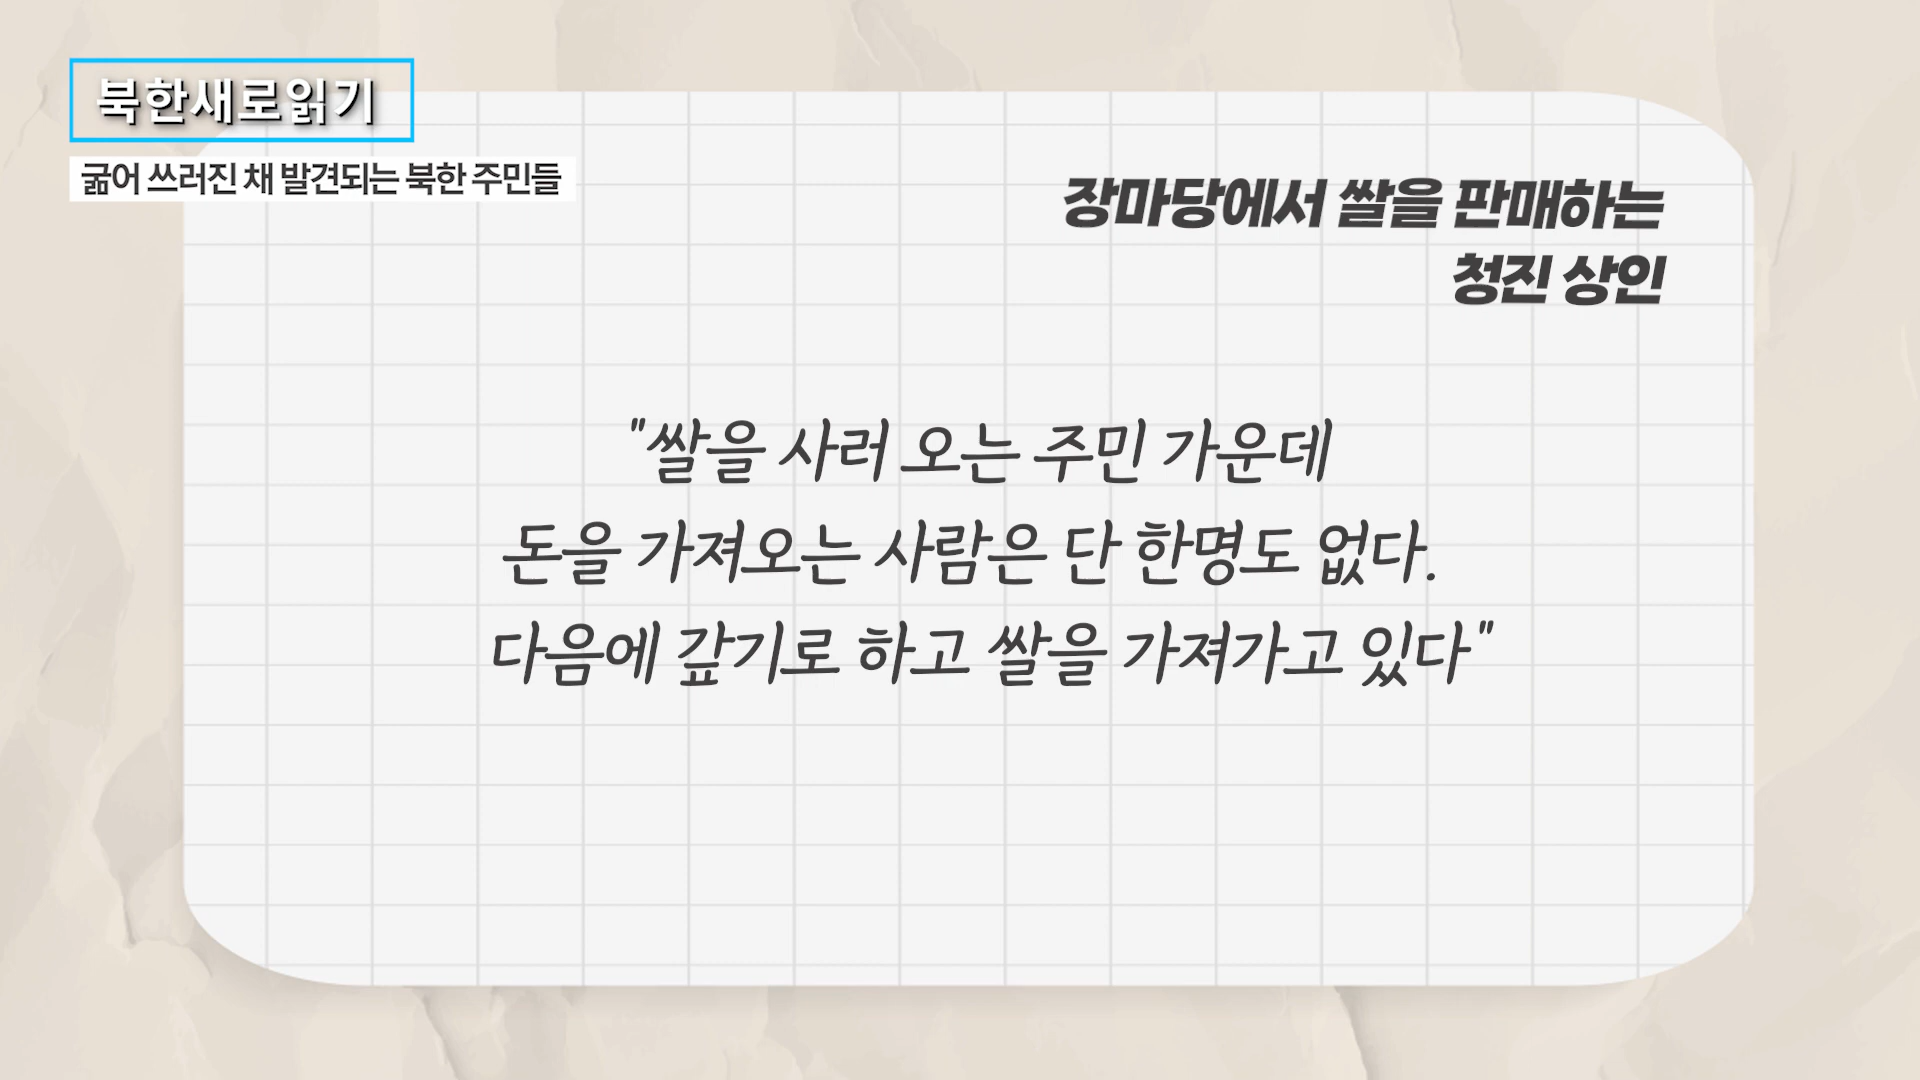 북한새로읽기
굶어 쓰러진 채 발견되는 북한 주민들
장마당에서 쌀을 판매하는
청진 상인
"쌀을 사러 오는 주민 가운데
돈을 가져오는 사람은 단 한명도 없다.
다음에 갚기로 하고 쌀을 가져가고 있다"